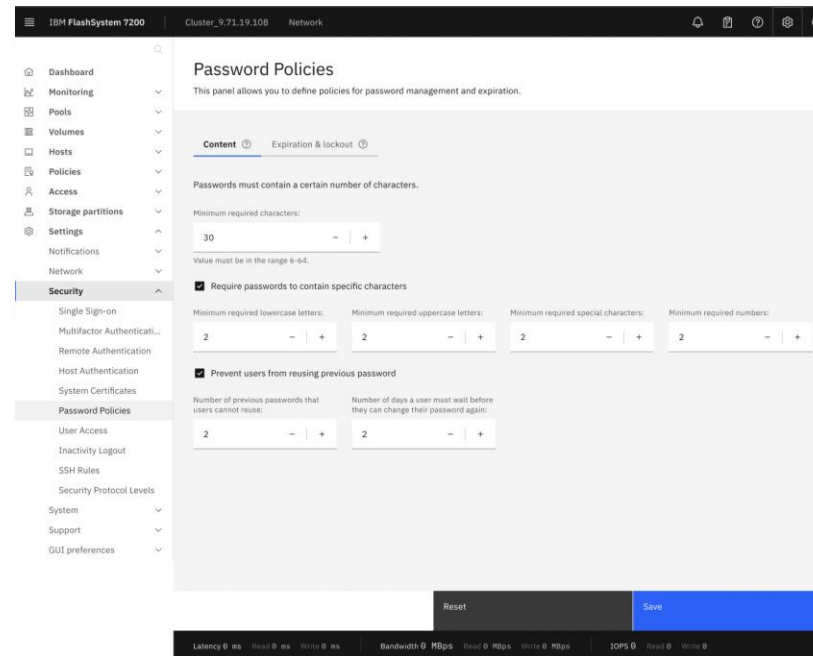 IBM FlashSystem 7200 Cluster_9.71.19.108 Network
Dashboard
Monitoring
Pools
Volumes
Hosts
Policies
Access
Storage partitions
Settings
Notifications
Network
Security
Single Sign-on
Multifactor Authenticati...
Remote Authentication
Host Authentication
System Certificates
Password Policies
User Access
Inactivity Logout
SSH Rules
Security Protocol Levels
System
Support
GUI preferences
Password Policies
This panel allows you to define policies for password management and expiration.
Content Expiration & lockout
Passwords must contain a certain number of characters.
Minimum required characters:
30 − +
Value must be in the range 6-64.
Require passwords to contain specific characters
Minimum required lowercase letters: Minimum required uppercase letters: Minimum required special characters: Minimum required numbers:
2 − + 2 − + 2 − + 2 − +
Prevent users from reusing previous password
Number of previous passwords that users cannot reuse:
Number of days a user must wait before they can change their password again:
2 − + 2 − +
Reset Save
Latency 0 ms Read 0 ms Write 0 ms Bandwidth 0 MBps Read 0 MBps Write 0 MBps IOPS 0 Read 0 Write 0